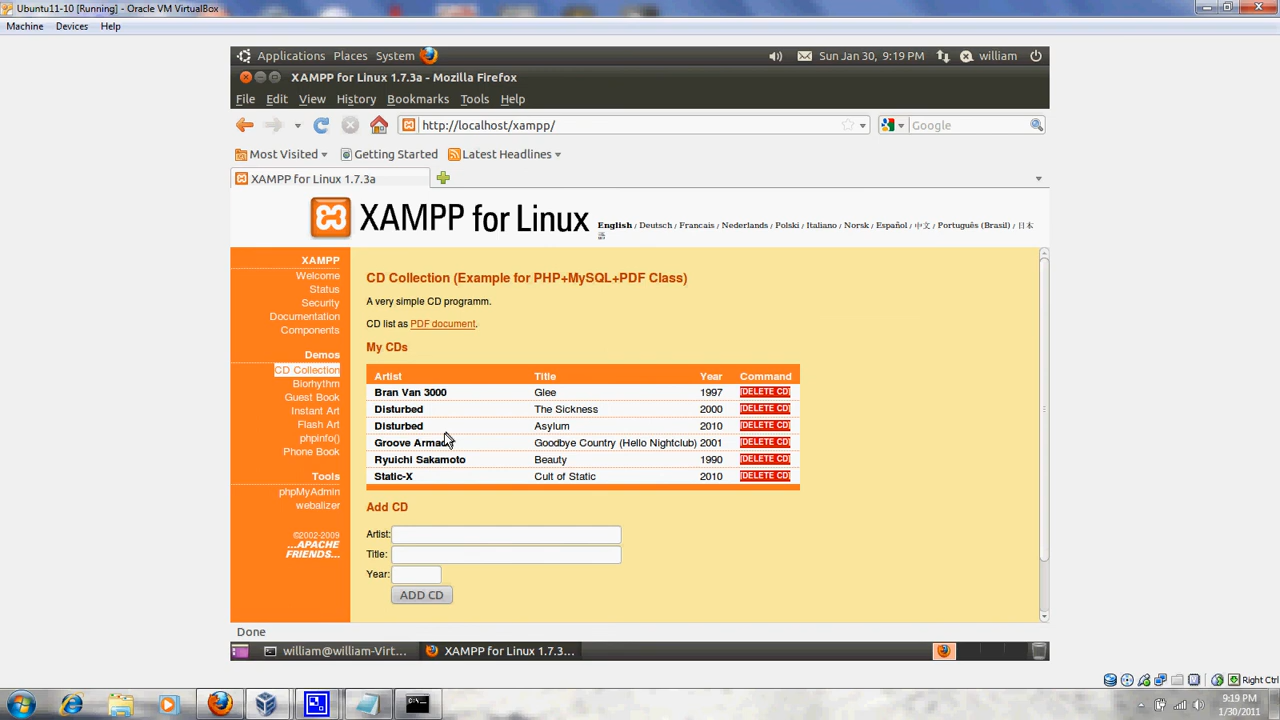 Ubuntu11-10 [Running] - Oracle VM VirtualBox
Machine Devices Help
Applications Places System Sun Jan 30, 9:19 PM william
XAMPP for Linux 1.7.3a - Mozilla Firefox
File Edit View History Bookmarks Tools Help
http://localhost/xampp/ Google
Most Visited Getting Started Latest Headlines
XAMPP for Linux 1.7.3a
XAMPP for Linux
English / Deutsch / Francais / Nederlands / Polski / Italiano / Norsk / Español / 中文 / Português (Brasil) / 日本
語
XAMPP
Welcome
Status
Security
Documentation
Components
Demos
CD Collection
Biorhythm
Guest Book
Instant Art
Flash Art
phpinfo()
Phone Book
Tools
phpMyAdmin
webalizer
©2002-2009
...APACHE
FRIENDS...
CD Collection (Example for PHP+MySQL+PDF Class)
A very simple CD programm.
CD list as PDF document.
My CDs
Artist Title Year Command
Bran Van 3000 Glee 1997 [DELETE CD]
Disturbed The Sickness 2000 [DELETE CD]
Disturbed Asylum 2010 [DELETE CD]
Groove Armada Goodbye Country (Hello Nightclub) 2001 [DELETE CD]
Ryuichi Sakamoto Beauty 1990 [DELETE CD]
Static-X Cult of Static 2010 [DELETE CD]
Add CD
Artist:
Title:
Year:
ADD CD
Done
william@william-Virt... XAMPP for Linux 1.7.3...
Right Ctrl
9:19 PM
1/30/2011